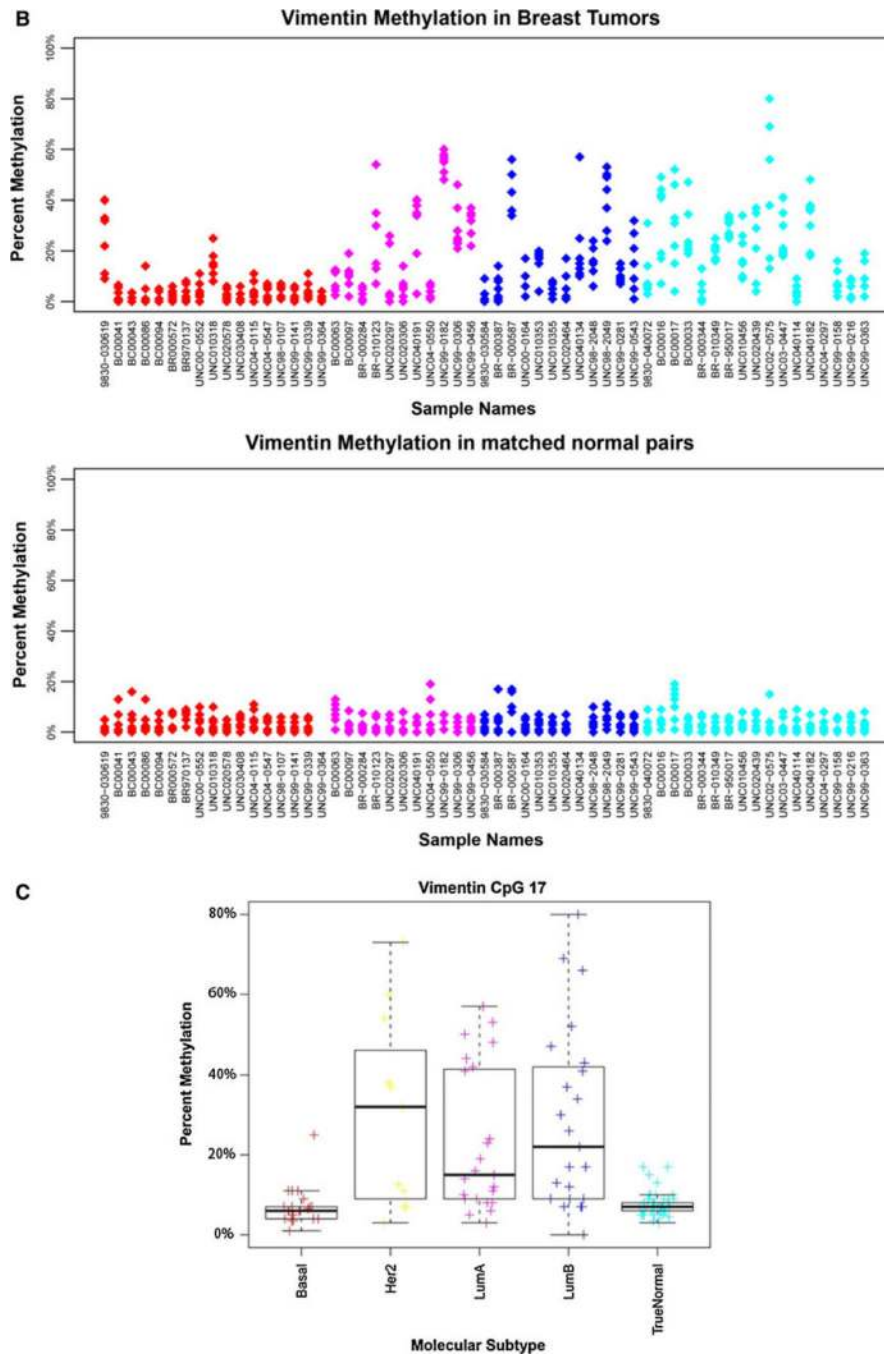 B
Vimentin Methylation in Breast Tumors
Percent Methylation
100%
80%
60%
40%
20%
0%
9830-030619
BC00041
BC00043
BC00086
BC00094
BR000572
BR970137
UNC00-0552
UNC010318
UNC020578
UNC030408
UNC04-0115
UNC04-0547
UNC98-0107
UNC99-0141
UNC99-0339
UNC99-0364
BC00063
BC00097
BR-000284
BR-010123
UNC020297
UNC020306
UNC040191
UNC04-0550
UNC99-0182
UNC99-0306
UNC99-0456
9830-030584
BR-000387
BR-000587
UNC00-0164
UNC010353
UNC010355
UNC020464
UNC040134
UNC98-2048
UNC98-2049
UNC99-0281
UNC99-0543
9830-040072
BC00016
BC00017
BC00033
BR-000344
BR-010349
BR-950017
UNC010456
UNC020439
UNC02-0575
UNC03-0447
UNC040114
UNC040182
UNC04-0297
UNC99-0158
UNC99-0216
UNC99-0363
Sample Names
Vimentin Methylation in matched normal pairs
Percent Methylation
100%
80%
60%
40%
20%
0%
9830-030619
BC00041
BC00043
BC00086
BC00094
BR000572
BR970137
UNC00-0552
UNC010318
UNC020578
UNC030408
UNC04-0115
UNC04-0547
UNC98-0107
UNC99-0141
UNC99-0339
UNC99-0364
BC00063
BC00097
BR-000284
BR-010123
UNC020297
UNC020306
UNC040191
UNC04-0550
UNC99-0182
UNC99-0306
UNC99-0456
9830-030584
BR-000387
BR-000587
UNC00-0164
UNC010353
UNC010355
UNC020464
UNC040134
UNC98-2048
UNC98-2049
UNC99-0281
UNC99-0543
9830-040072
BC00016
BC00017
BC00033
BR-000344
BR-010349
BR-950017
UNC010456
UNC020439
UNC02-0575
UNC03-0447
UNC040114
UNC040182
UNC04-0297
UNC99-0158
UNC99-0216
UNC99-0363
Sample Names
C
Vimentin CpG 17
Percent Methylation
80%
60%
40%
20%
0%
Basal
Her2
LumA
LumB
TrueNormal
Molecular Subtype